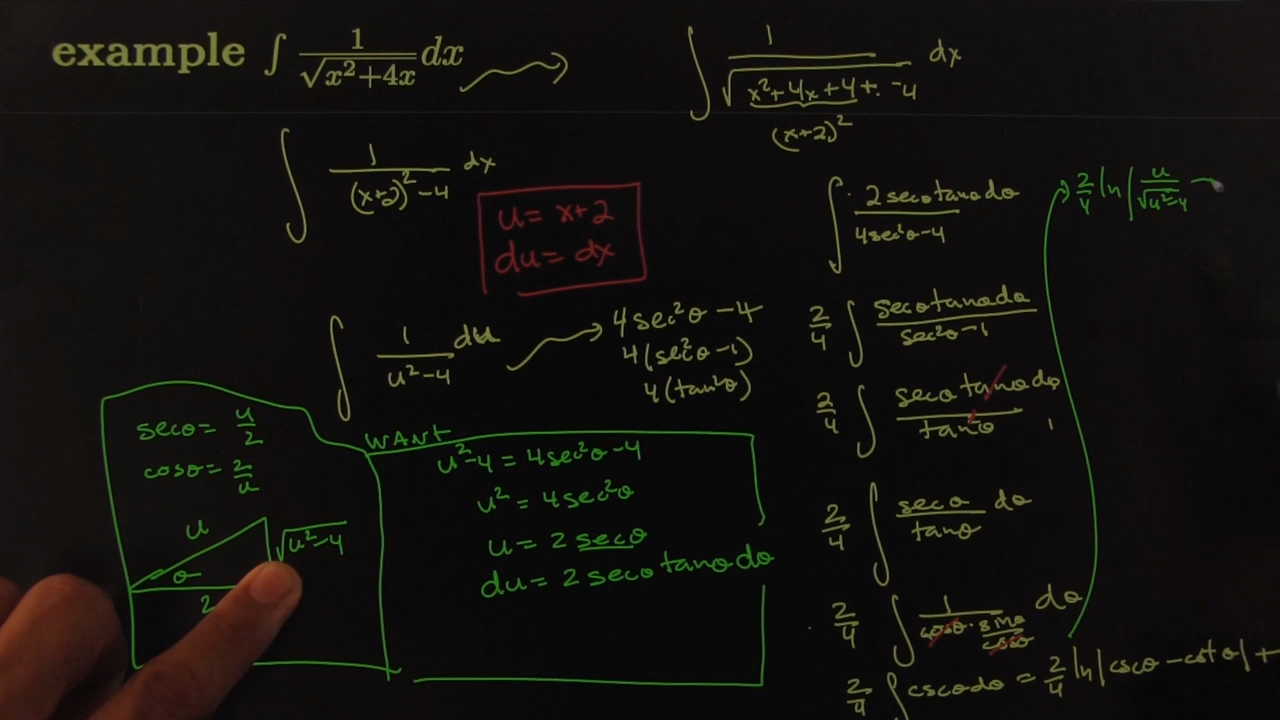 example ∫ 1/√(x²+4x) dx
∫ 1/√(x²+4x+4+ -4) dx
(x+2)²
∫ 1/((x+2)²-4) dx
u = x+2
du = dx
∫ 1/(u²-4) du
4sec²θ - 4
4(sec²θ - 1)
4(tan²θ)
secθ = u/2
cosθ = 2/u
u
√(u²-4)
θ
2
WANT
u²-4 = 4sec²θ-4
u² = 4sec²θ
u = 2 secθ
du = 2 secθtanθdθ
∫ 2secθtanθdθ/(4sec²θ-4)
2/4 ∫ secθtanθdθ/(sec²θ-1)
2/4 ∫ secθtanθdθ/tan²θ
2/4 ∫ secθ/tanθ dθ
2/4 ∫ 1/(cosθ · sinθ/cosθ) dθ
2/4 ∫ cscθdθ = 2/4 ln|cscθ - cotθ| +
2/4 ln|u/√(u²-4) -